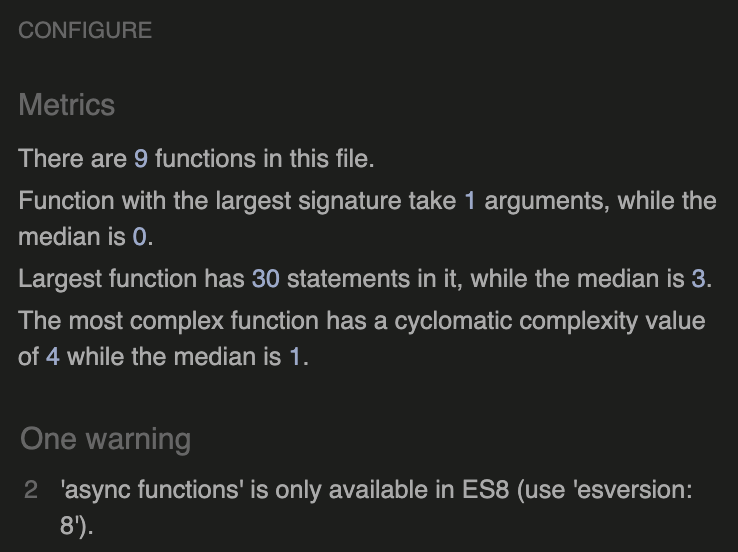 CONFIGURE
Metrics
There are 9 functions in this file.
Function with the largest signature take 1 arguments, while the
median is 0.
Largest function has 30 statements in it, while the median is 3.
The most complex function has a cyclomatic complexity value
of 4 while the median is 1.
One warning
2 'async functions' is only available in ES8 (use 'esversion:
8').